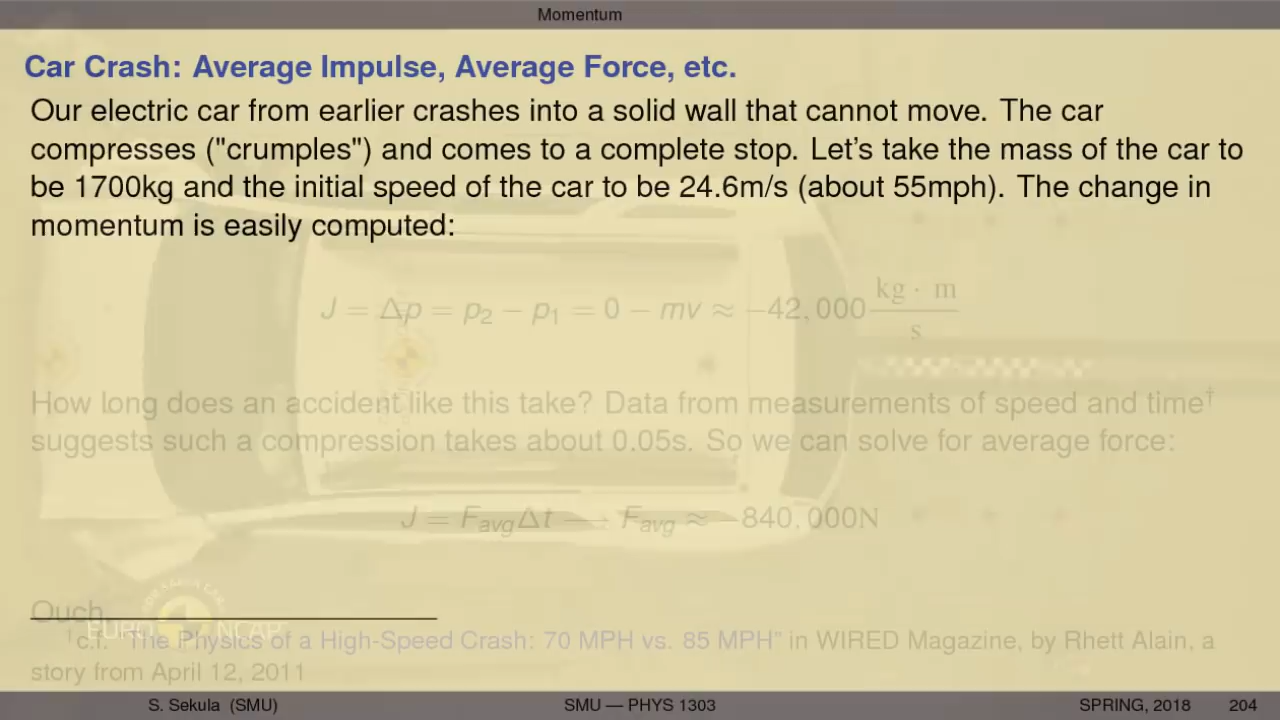 Momentum
Car Crash: Average Impulse, Average Force, etc.
Our electric car from earlier crashes into a solid wall that cannot move. The car
compresses ("crumples") and comes to a complete stop. Let's take the mass of the car to
be 1700kg and the initial speed of the car to be 24.6m/s (about 55mph). The change in
momentum is easily computed:
J = Δp = p₂ − p₁ = 0 − mv ≈ −42, 000 kg · m / s
How long does an accident like this take? Data from measurements of speed and time†
suggests such a compression takes about 0.05s. So we can solve for average force:
J = F_avg Δt ⟶ F_avg ≈ −840, 000N
Ouch.
EURO NCAP
†c.f. "The Physics of a High-Speed Crash: 70 MPH vs. 85 MPH" in WIRED Magazine, by Rhett Alain, a
story from April 12, 2011
S. Sekula (SMU) SMU — PHYS 1303 SPRING, 2018 204